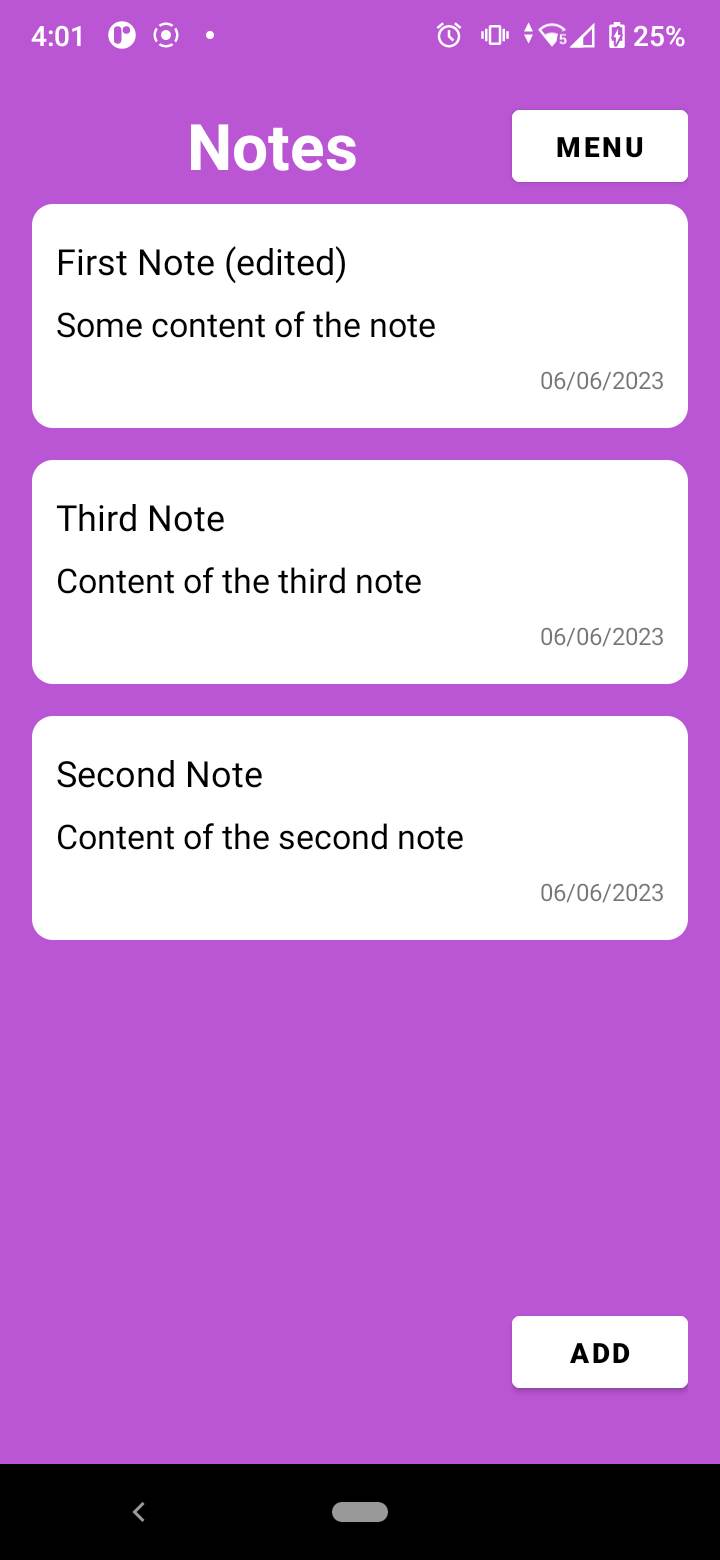 4:01 5 25%
Notes MENU
First Note (edited)
Some content of the note
06/06/2023
Third Note
Content of the third note
06/06/2023
Second Note
Content of the second note
06/06/2023
ADD